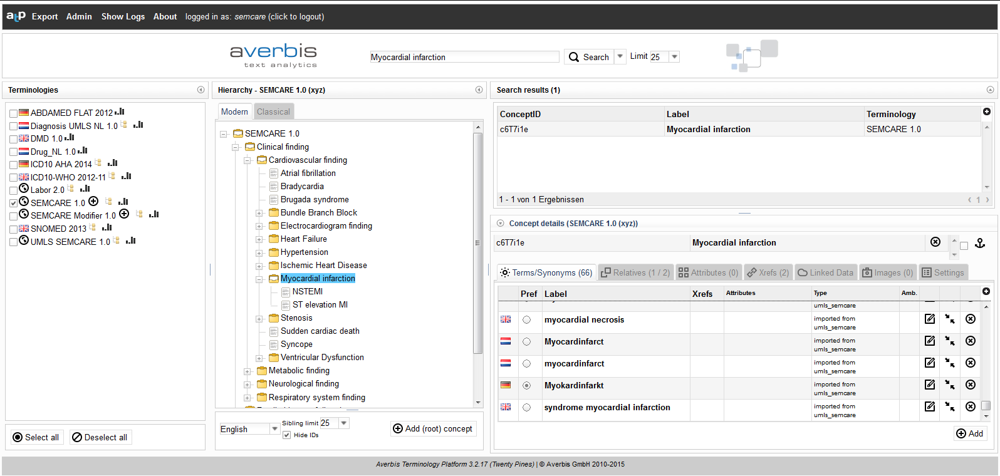 atp Export Admin Show Logs About logged in as: semcare (click to logout)
averbis
text analytics
Myocardial infarction Search Limit 25
Terminologies
ABDAMED FLAT 2012
Diagnosis UMLS NL 1.0
DMD 1.0
Drug_NL 1.0
ICD10 AHA 2014
ICD10-WHO 2012-11
Labor 2.0
SEMCARE 1.0
SEMCARE Modifier 1.0
SNOMED 2013
UMLS SEMCARE 1.0
Select all Deselect all
Hierarchy - SEMCARE 1.0 (xyz)
Modern Classical
SEMCARE 1.0
Clinical finding
Cardiovascular finding
Atrial fibrillation
Bradycardia
Brugada syndrome
Bundle Branch Block
Electrocardiogram finding
Heart Failure
Hypertension
Ischemic Heart Disease
Myocardial infarction
NSTEMI
ST elevation MI
Stenosis
Sudden cardiac death
Syncope
Ventricular Dysfunction
Metabolic finding
Neurological finding
Respiratory system finding
English Sibling limit 25
Hide IDs
Add (root) concept
Search results (1)
ConceptID Label Terminology
c6T7i1e Myocardial infarction SEMCARE 1.0
1 - 1 von 1 Ergebnissen 1
Concept details (SEMCARE 1.0 (xyz))
c6T7i1e Myocardial infarction
Terms/Synonyms (66) Relatives (1 / 2) Attributes (0) Xrefs (2) Linked Data Images (0) Settings
Pref Label Xrefs Attributes Type Amb.
umls_semcare
myocardial necrosis imported from
umls_semcare
Myocardinfarct imported from
umls_semcare
myocardinfarct imported from
umls_semcare
Myokardinfarkt imported from
umls_semcare
syndrome myocardial infarction imported from
umls_semcare
Add
Averbis Terminology Platform 3.2.17 (Twenty Pines) | © Averbis GmbH 2010-2015